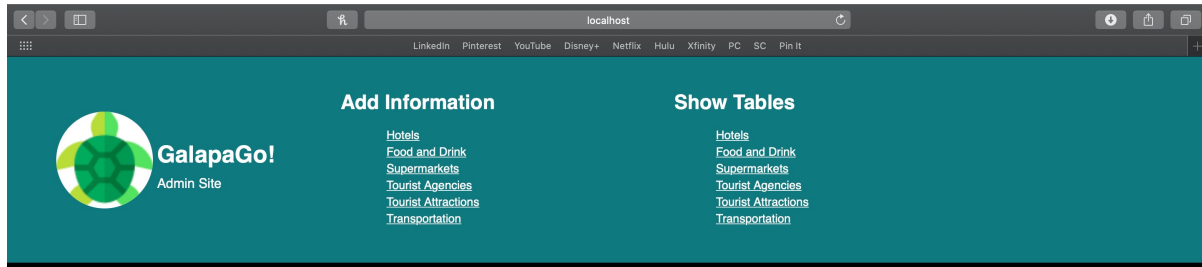 localhost
LinkedIn Pinterest YouTube Disney+ Netflix Hulu Xfinity PC SC Pin It
GalapaGo!
Admin Site
Add Information
Hotels
Food and Drink
Supermarkets
Tourist Agencies
Tourist Attractions
Transportation
Show Tables
Hotels
Food and Drink
Supermarkets
Tourist Agencies
Tourist Attractions
Transportation